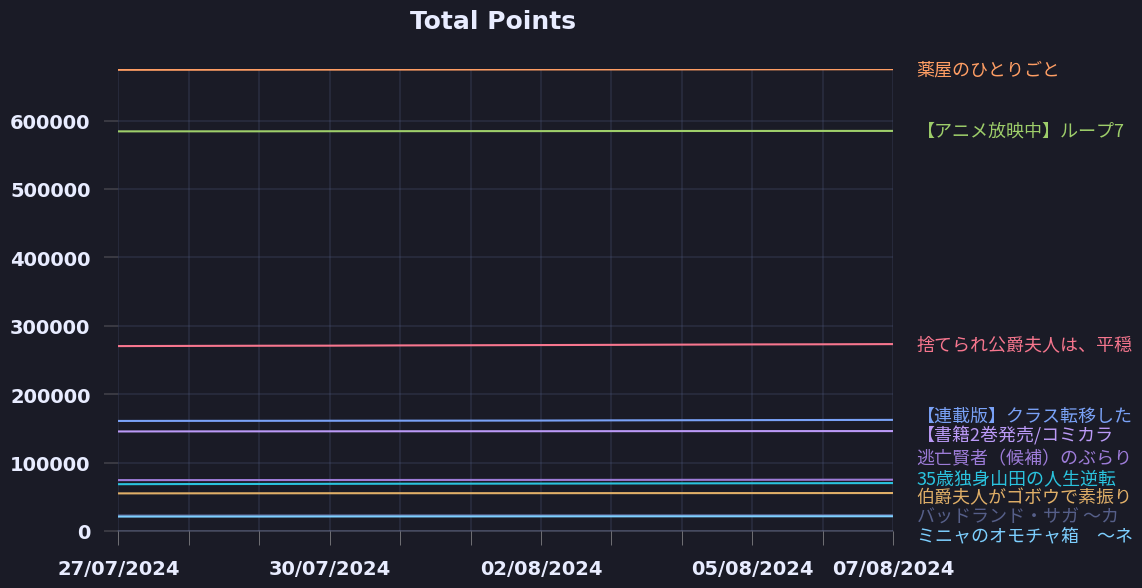 Total Points
薬屋のひとりごと
600000
【アニメ放映中】ループ7
500000
400000
300000
捨てられ公爵夫人は、平穏
200000
【連載版】クラス転移した
【書籍2巻発売/コミカラ
100000
逃亡賢者（候補）のぶらり
35歳独身山田の人生逆転
伯爵夫人がゴボウで素振り
バッドランド・サガ ～カ
0
ミニャのオモチャ箱　～ネ
27/07/2024 30/07/2024 02/08/2024 05/08/2024 07/08/2024